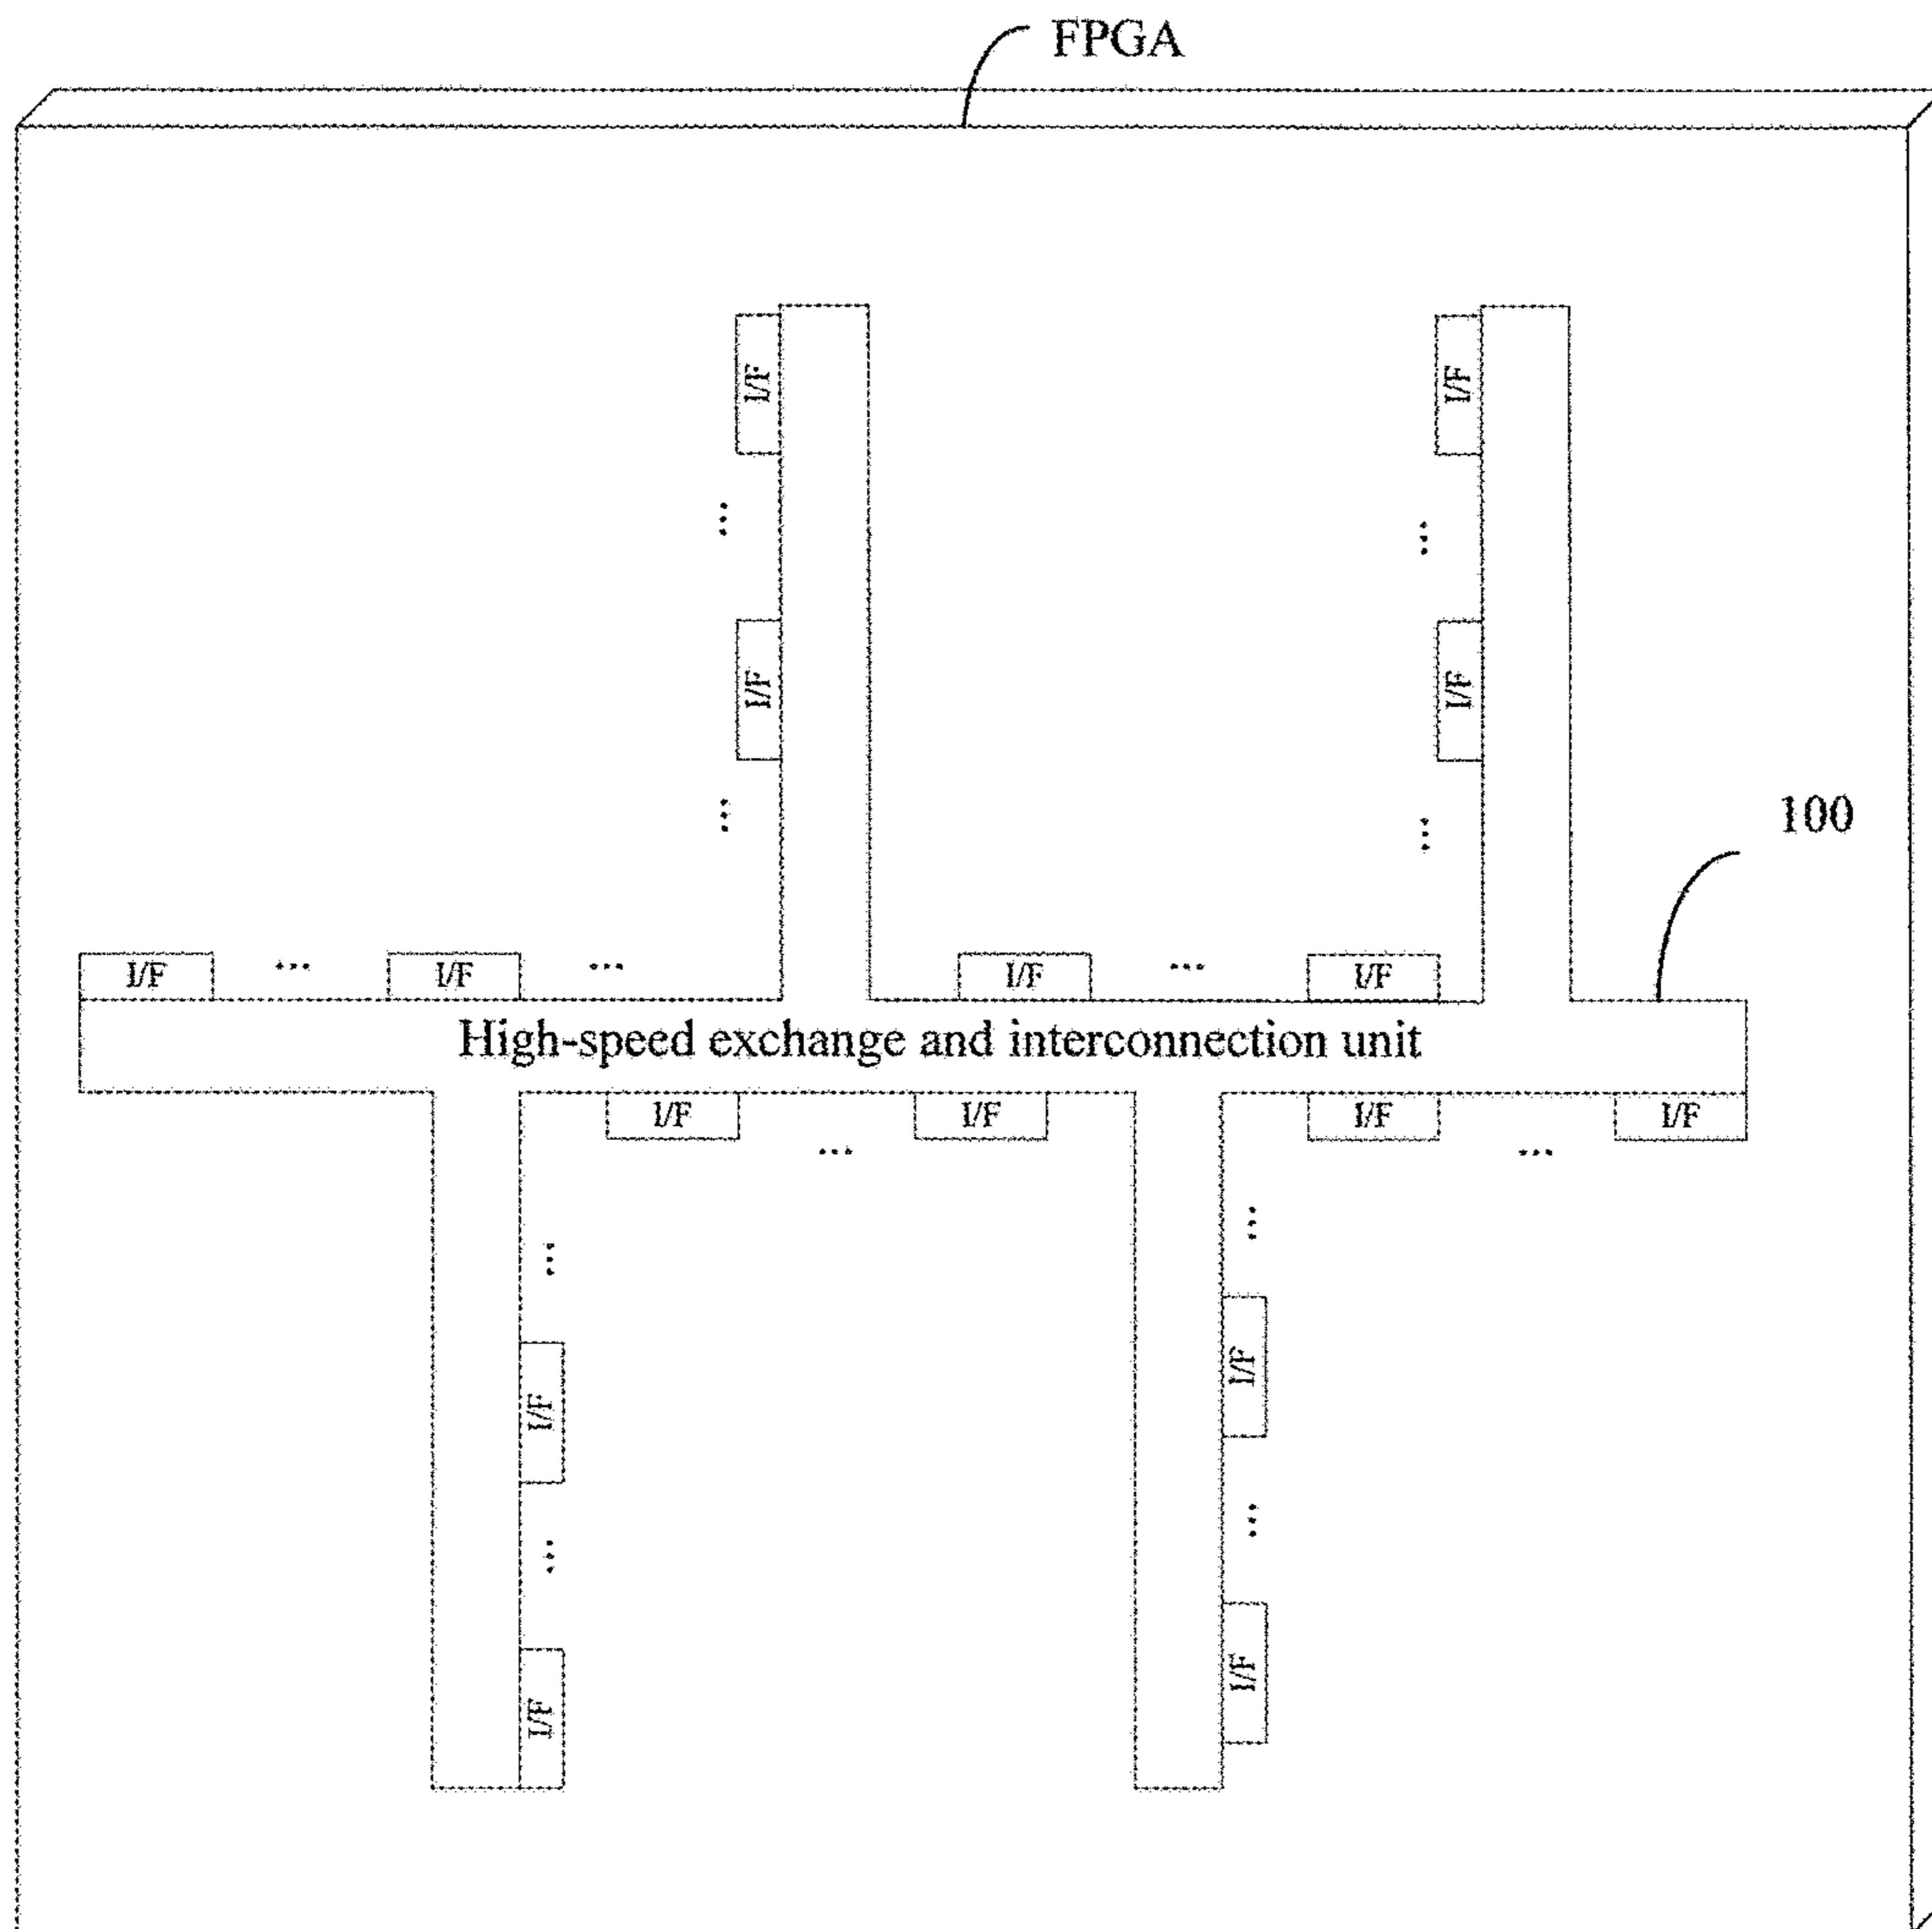 FPGA
I/F
I/F
...
...
I/F
I/F
...
...
100
I/F ... I/F ... I/F ... I/F
High-speed exchange and interconnection unit
I/F ... I/F I/F ... I/F
...
...
I/F
I/F
...
...
I/F
I/F